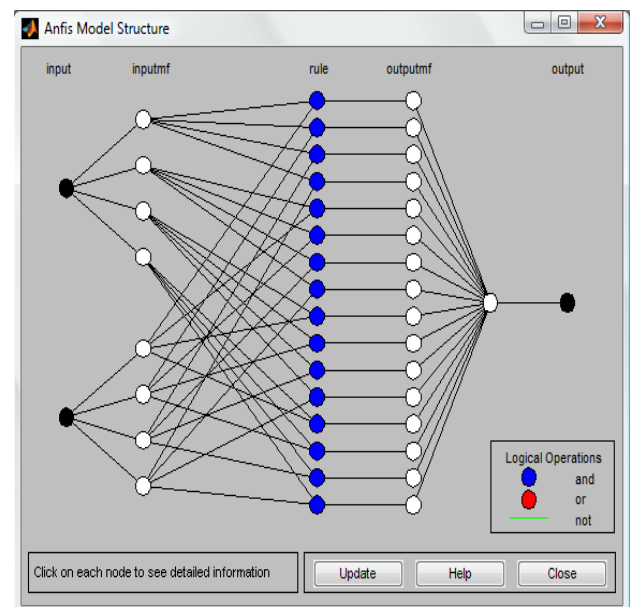 Anfis Model Structure
input inputmf rule outputmf output
Logical Operations
and
or
not
Click on each node to see detailed information
Update Help Close